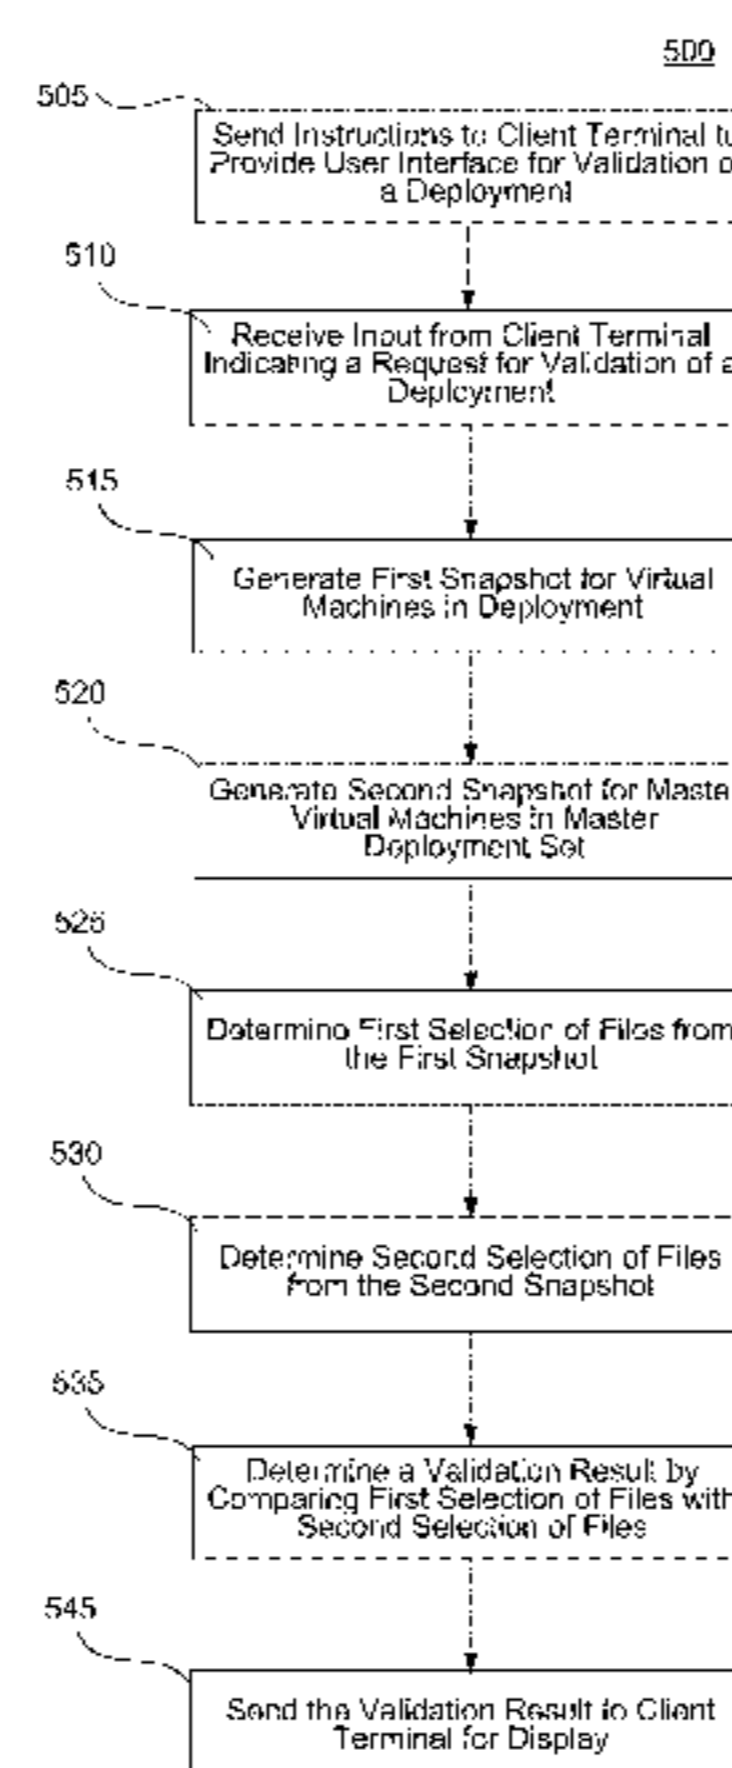 500
505
Send Instructions to Client Terminal to
Provide User Interface for Validation of
a Deployment
510
Receive Input from Client Terminal
Indicating a Request for Validation of a
Deployment
515
Generate First Snapshot for Virtual
Machines in Deployment
520
Generate Second Snapshot for Maste
Virtual Machines in Master
Deployment Set
525
Determine First Selection of Files from
the First Snapshot
530
Determine Second Selection of Files
from the Second Snapshot
535
Determine a Validation Result by
Comparing First Selection of Files with
Second Selection of Files
545
Send the Validation Result to Client
Terminal for Display